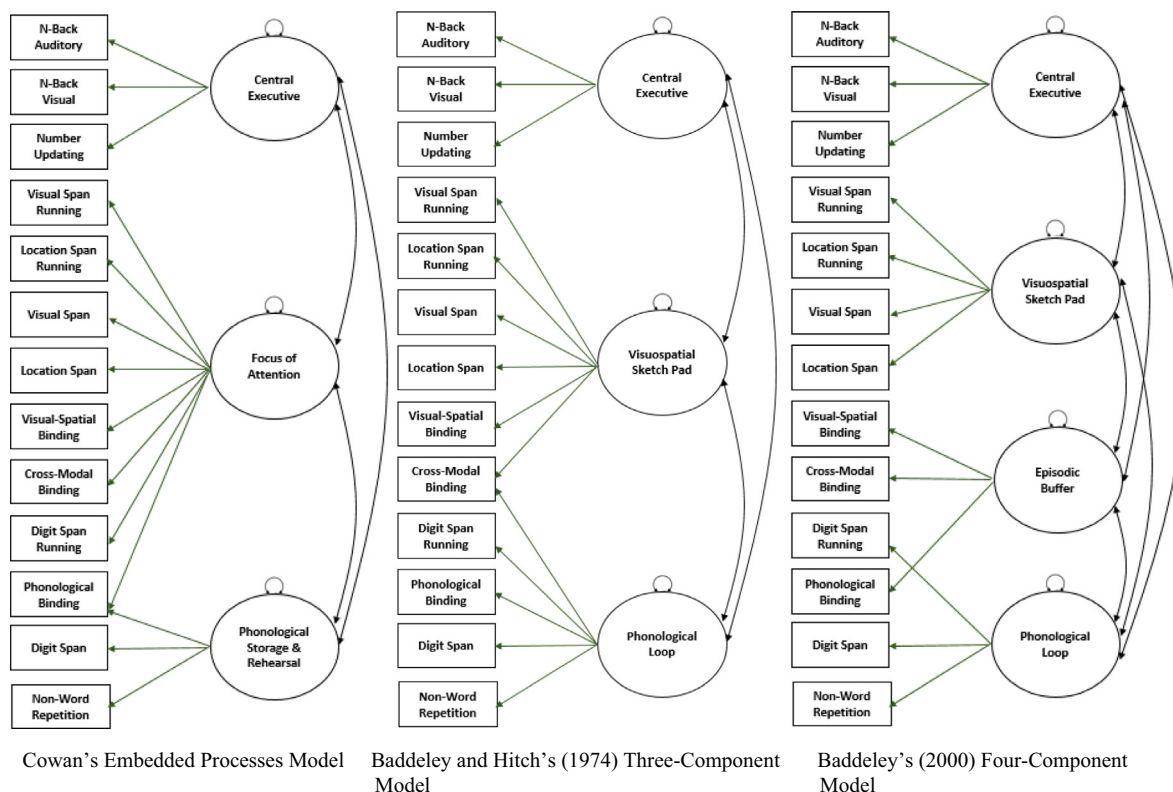 N-Back
Auditory
N-Back
Visual
Number
Updating
Visual Span
Running
Location Span
Running
Visual Span
Location Span
Visual-Spatial
Binding
Cross-Modal
Binding
Digit Span
Running
Phonological
Binding
Digit Span
Non-Word
Repetition
Central
Executive
Focus of
Attention
Phonological
Storage &
Rehearsal
Cowan’s Embedded Processes Model
N-Back
Auditory
N-Back
Visual
Number
Updating
Visual Span
Running
Location Span
Running
Visual Span
Location Span
Visual-Spatial
Binding
Cross-Modal
Binding
Digit Span
Running
Phonological
Binding
Digit Span
Non-Word
Repetition
Central
Executive
Visuospatial
Sketch Pad
Phonological
Loop
Baddeley and Hitch’s (1974) Three-Component
Model
N-Back
Auditory
N-Back
Visual
Number
Updating
Visual Span
Running
Location Span
Running
Visual Span
Location Span
Visual-Spatial
Binding
Cross-Modal
Binding
Digit Span
Running
Phonological
Binding
Digit Span
Non-Word
Repetition
Central
Executive
Visuospatial
Sketch Pad
Episodic
Buffer
Phonological
Loop
Baddeley’s (2000) Four-Component
Model